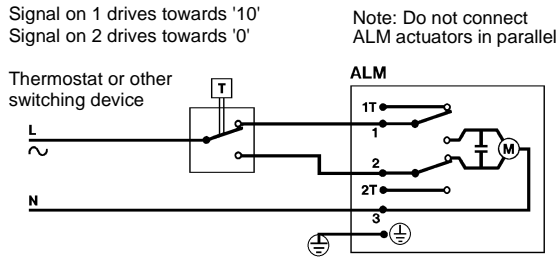 Signal on 1 drives towards '10'
Signal on 2 drives towards '0'
Note: Do not connect
ALM actuators in parallel
Thermostat or other
switching device
ALM
T
1T
L
1
M
2
2T
N
3